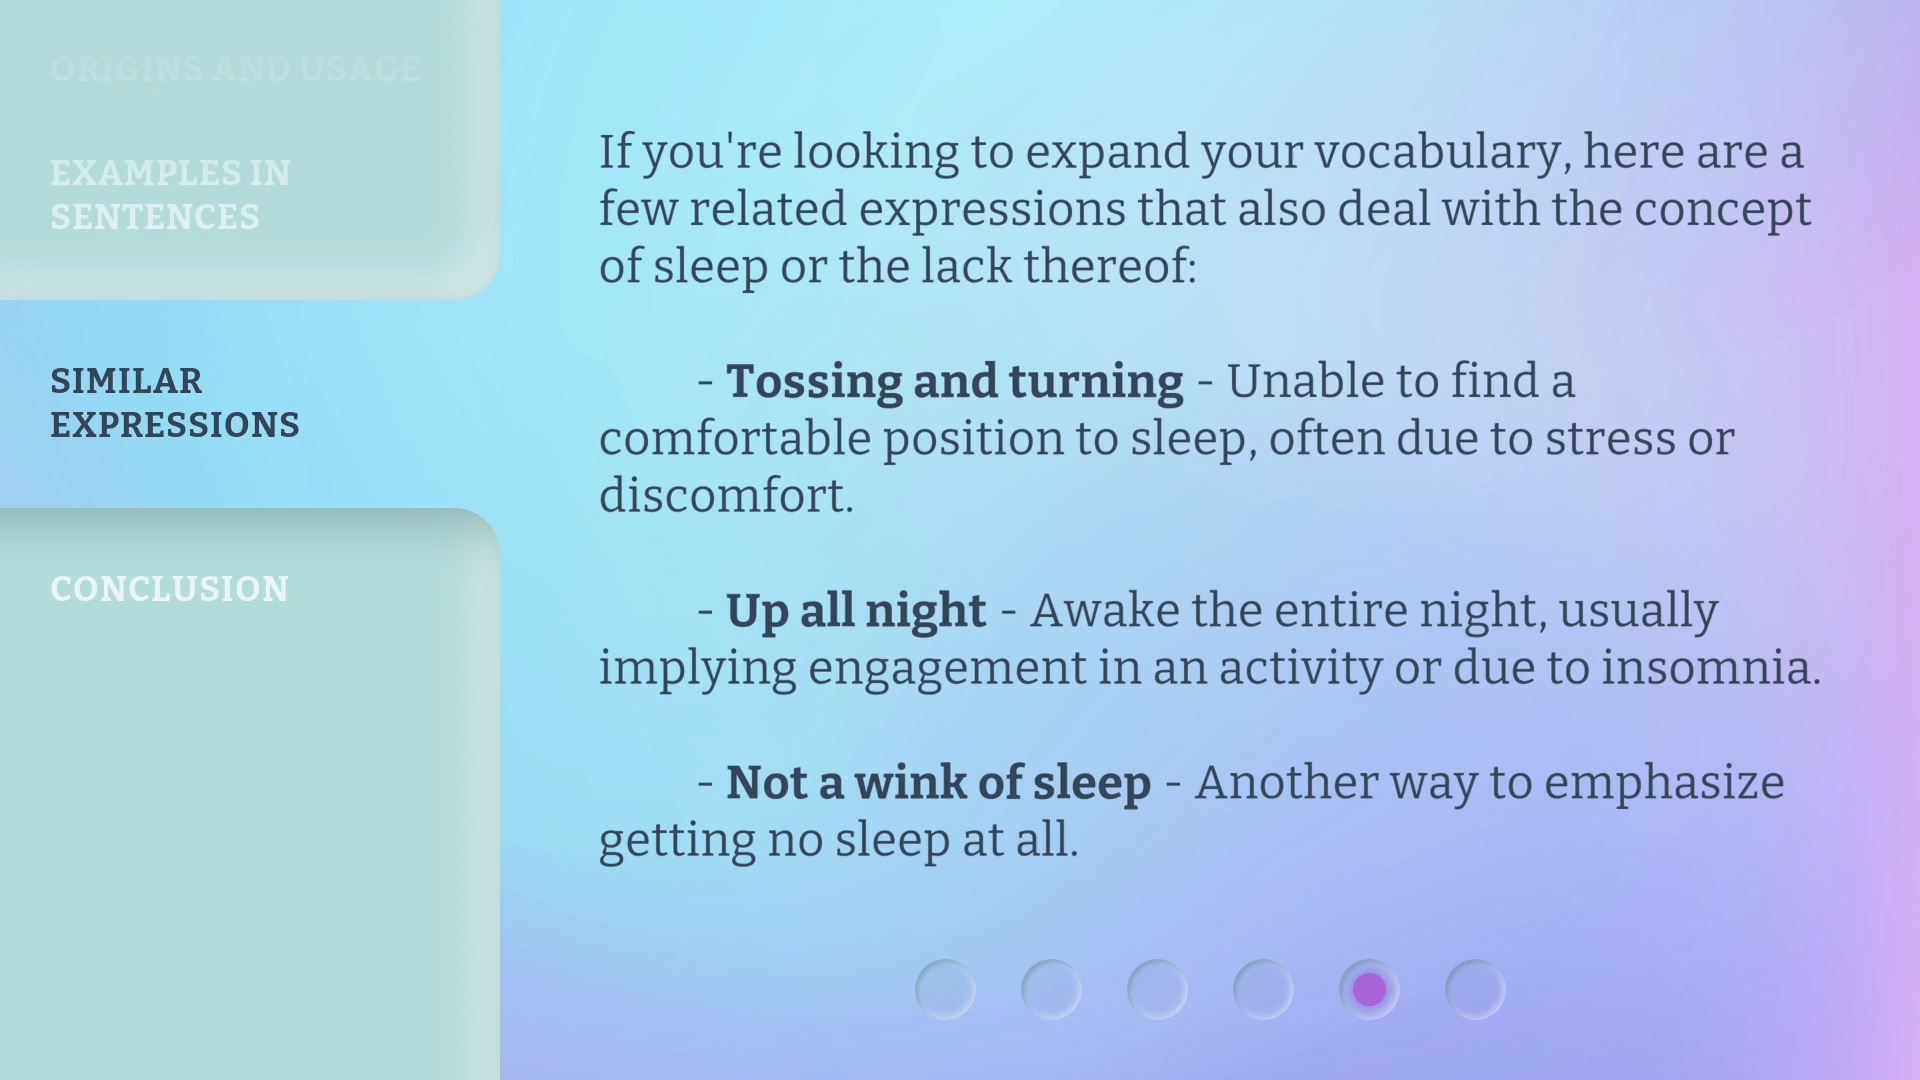 ORIGINS AND USAGE
EXAMPLES IN
SENTENCES
SIMILAR
EXPRESSIONS
CONCLUSION
If you're looking to expand your vocabulary, here are a
few related expressions that also deal with the concept
of sleep or the lack thereof:
- Tossing and turning - Unable to find a
comfortable position to sleep, often due to stress or
discomfort.
- Up all night - Awake the entire night, usually
implying engagement in an activity or due to insomnia.
- Not a wink of sleep - Another way to emphasize
getting no sleep at all.